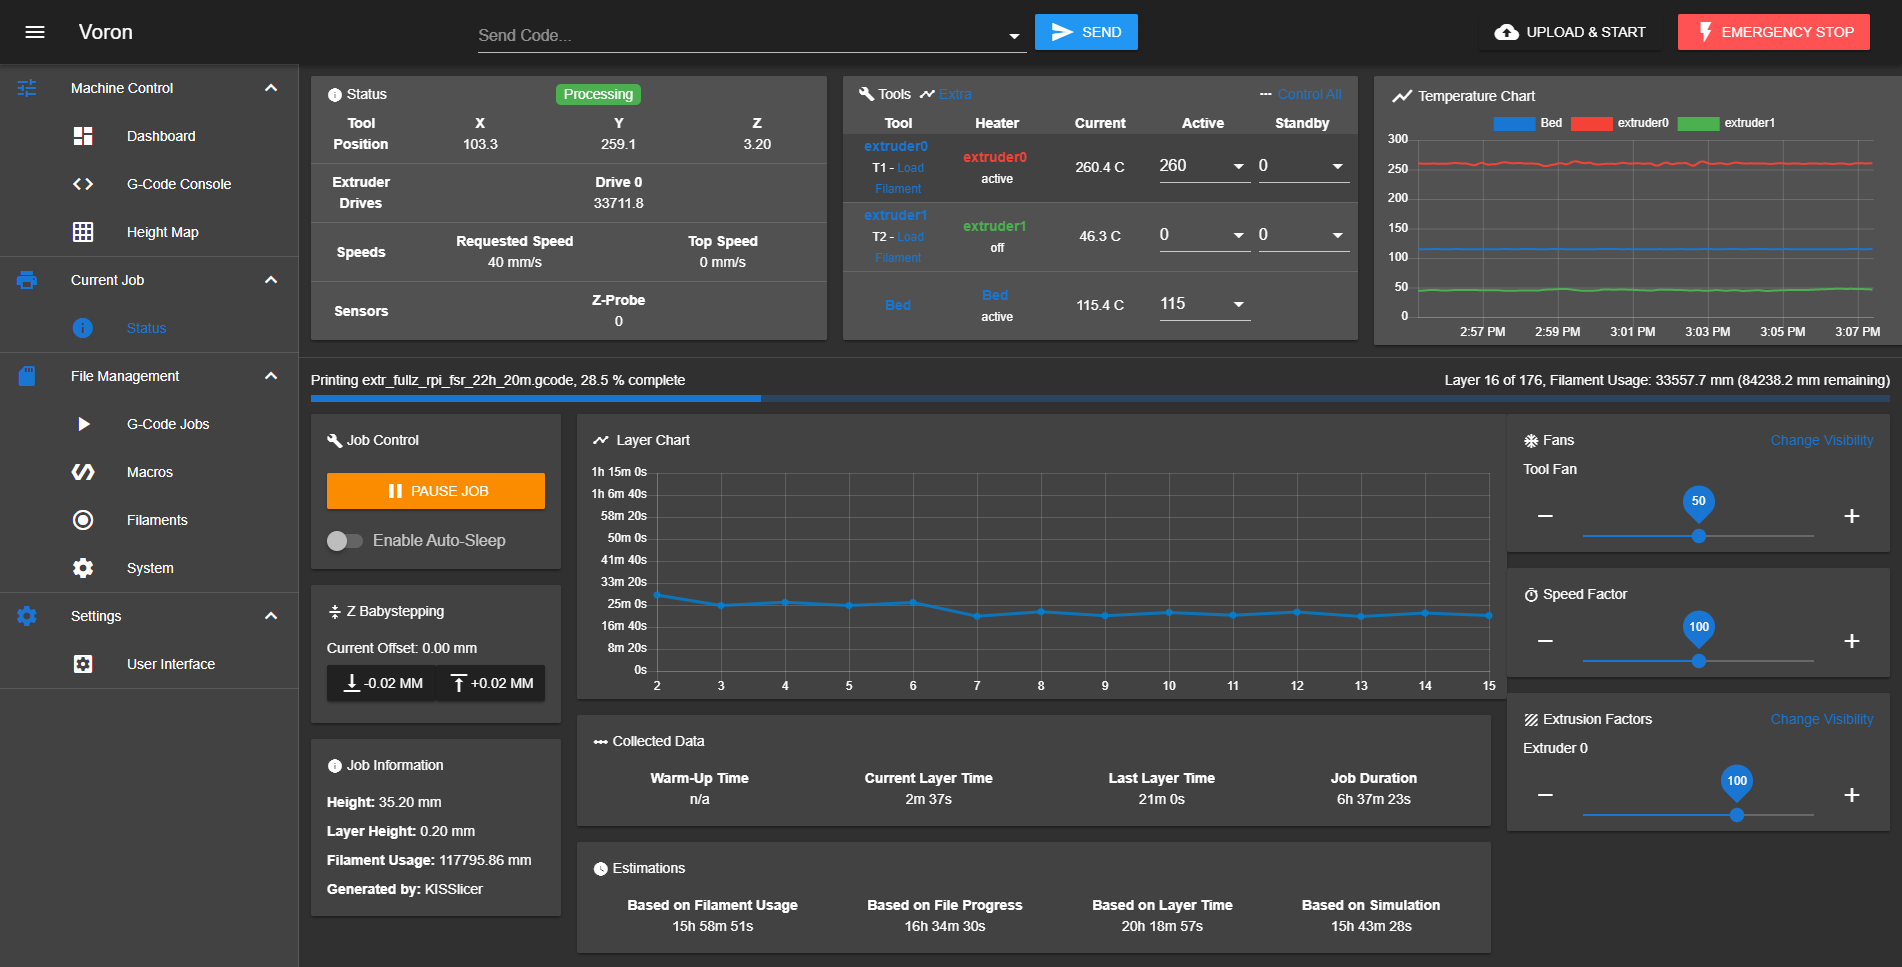 Voron
Send Code...
SEND
UPLOAD & START
EMERGENCY STOP
Machine Control
Dashboard
G-Code Console
Height Map
Current Job
Status
File Management
G-Code Jobs
Macros
Filaments
System
Settings
User Interface
Status
Processing
Tool Position
X
Y
Z
103.3
259.1
3.20
Extruder Drives
Drive 0
33711.8
Speeds
Requested Speed
Top Speed
40 mm/s
0 mm/s
Sensors
Z-Probe
0
Tools
Extra
Control All
Tool
Heater
Current
Active
Standby
extruder0
T1 - Load
Filament
extruder0
active
260.4 C
260
0
extruder1
T2 - Load
Filament
extruder1
off
46.3 C
0
0
Bed
Bed
active
115.4 C
115
Temperature Chart
Bed
extruder0
extruder1
300
250
200
150
100
50
0
2:57 PM
2:59 PM
3:01 PM
3:03 PM
3:05 PM
3:07 PM
Printing extr_fullz_rpi_fsr_22h_20m.gcode, 28.5 % complete
Layer 16 of 176, Filament Usage: 33557.7 mm (84238.2 mm remaining)
Job Control
PAUSE JOB
Enable Auto-Sleep
Z Babystepping
Current Offset: 0.00 mm
-0.02 MM
+0.02 MM
Job Information
Height: 35.20 mm
Layer Height: 0.20 mm
Filament Usage: 117795.86 mm
Generated by: KISSlicer
Layer Chart
1h 15m 0s
1h 6m 40s
58m 20s
50m 0s
41m 40s
33m 20s
25m 0s
16m 40s
8m 20s
0s
2
3
4
5
6
7
8
9
10
11
12
13
14
15
Collected Data
Warm-Up Time
Current Layer Time
Last Layer Time
Job Duration
n/a
2m 37s
21m 0s
6h 37m 23s
Estimations
Based on Filament Usage
Based on File Progress
Based on Layer Time
Based on Simulation
15h 58m 51s
16h 34m 30s
20h 18m 57s
15h 43m 28s
Fans
Change Visibility
Tool Fan
50
Speed Factor
100
Extrusion Factors
Change Visibility
Extruder 0
100